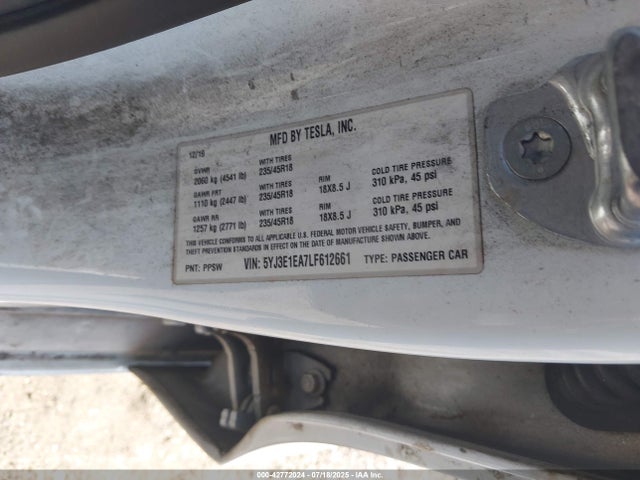 MFD BY TESLA, INC.
12/19
GVWR WITH TIRES RIM COLD TIRE PRESSURE
2060 kg (4541 lb) 235/45R18 18X8.5 J 310 kPa, 45 psi
GAWR FRT WITH TIRES
1110 kg (2447 lb) 235/45R18
GAWR RR WITH TIRES RIM COLD TIRE PRESSURE
1257 kg (2771 lb) 235/45R18 18X8.5 J 310 kPa, 45 psi
THIS VEHICLE CONFORMS TO ALL APPLICABLE U.S. FEDERAL MOTOR VEHICLE SAFETY, BUMPER, AND
THEFT PREVENTION STANDARDS IN EFFECT ON THE DATE OF MANUFACTURE SHOWN ABOVE.
PNT: PPSW VIN: 5YJ3E1EA7LF612661 TYPE: PASSENGER CAR
000-42772024 - 07/18/2025 - IAAI.COM